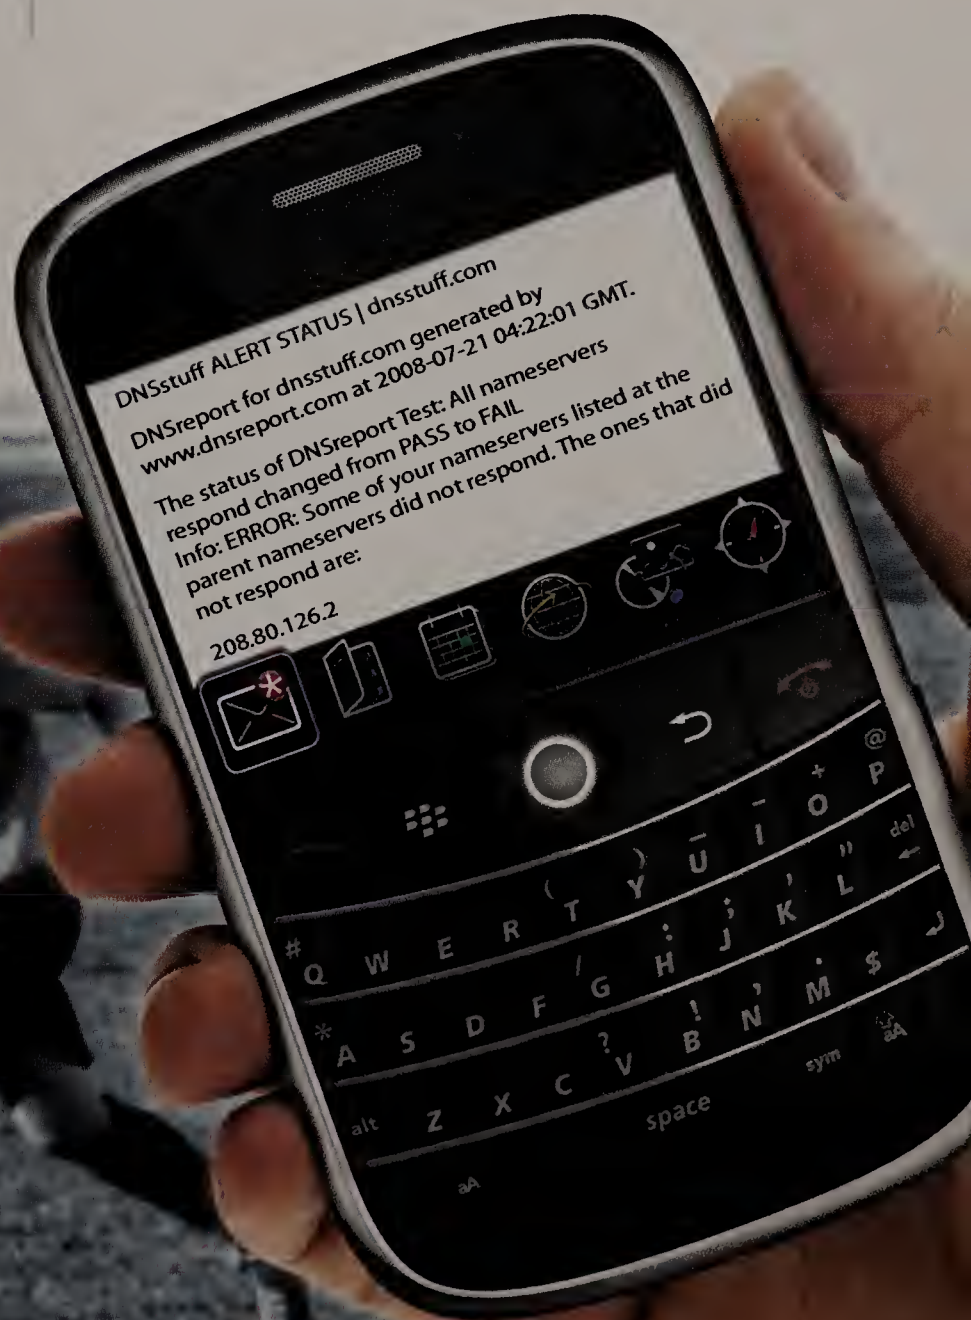 DNSstuff ALERT STATUS | dnsstuff.com
DNSreport for dnsstuff.com generated by
www.dnsreport.com at 2008-07-21 04:22:01 GMT.
The status of DNSreport Test: All nameservers
respond changed from PASS to FAIL
Info: ERROR: Some of your nameservers listed at the
parent nameservers did not respond. The ones that did
not respond are:
208.80.126.2
# ( ) _ - + @
Q W E R T Y U I O P
* / : ; ' " del
A S D F G H J K L
alt ? ! , . $
Z X C V B N M
aA space sym aA